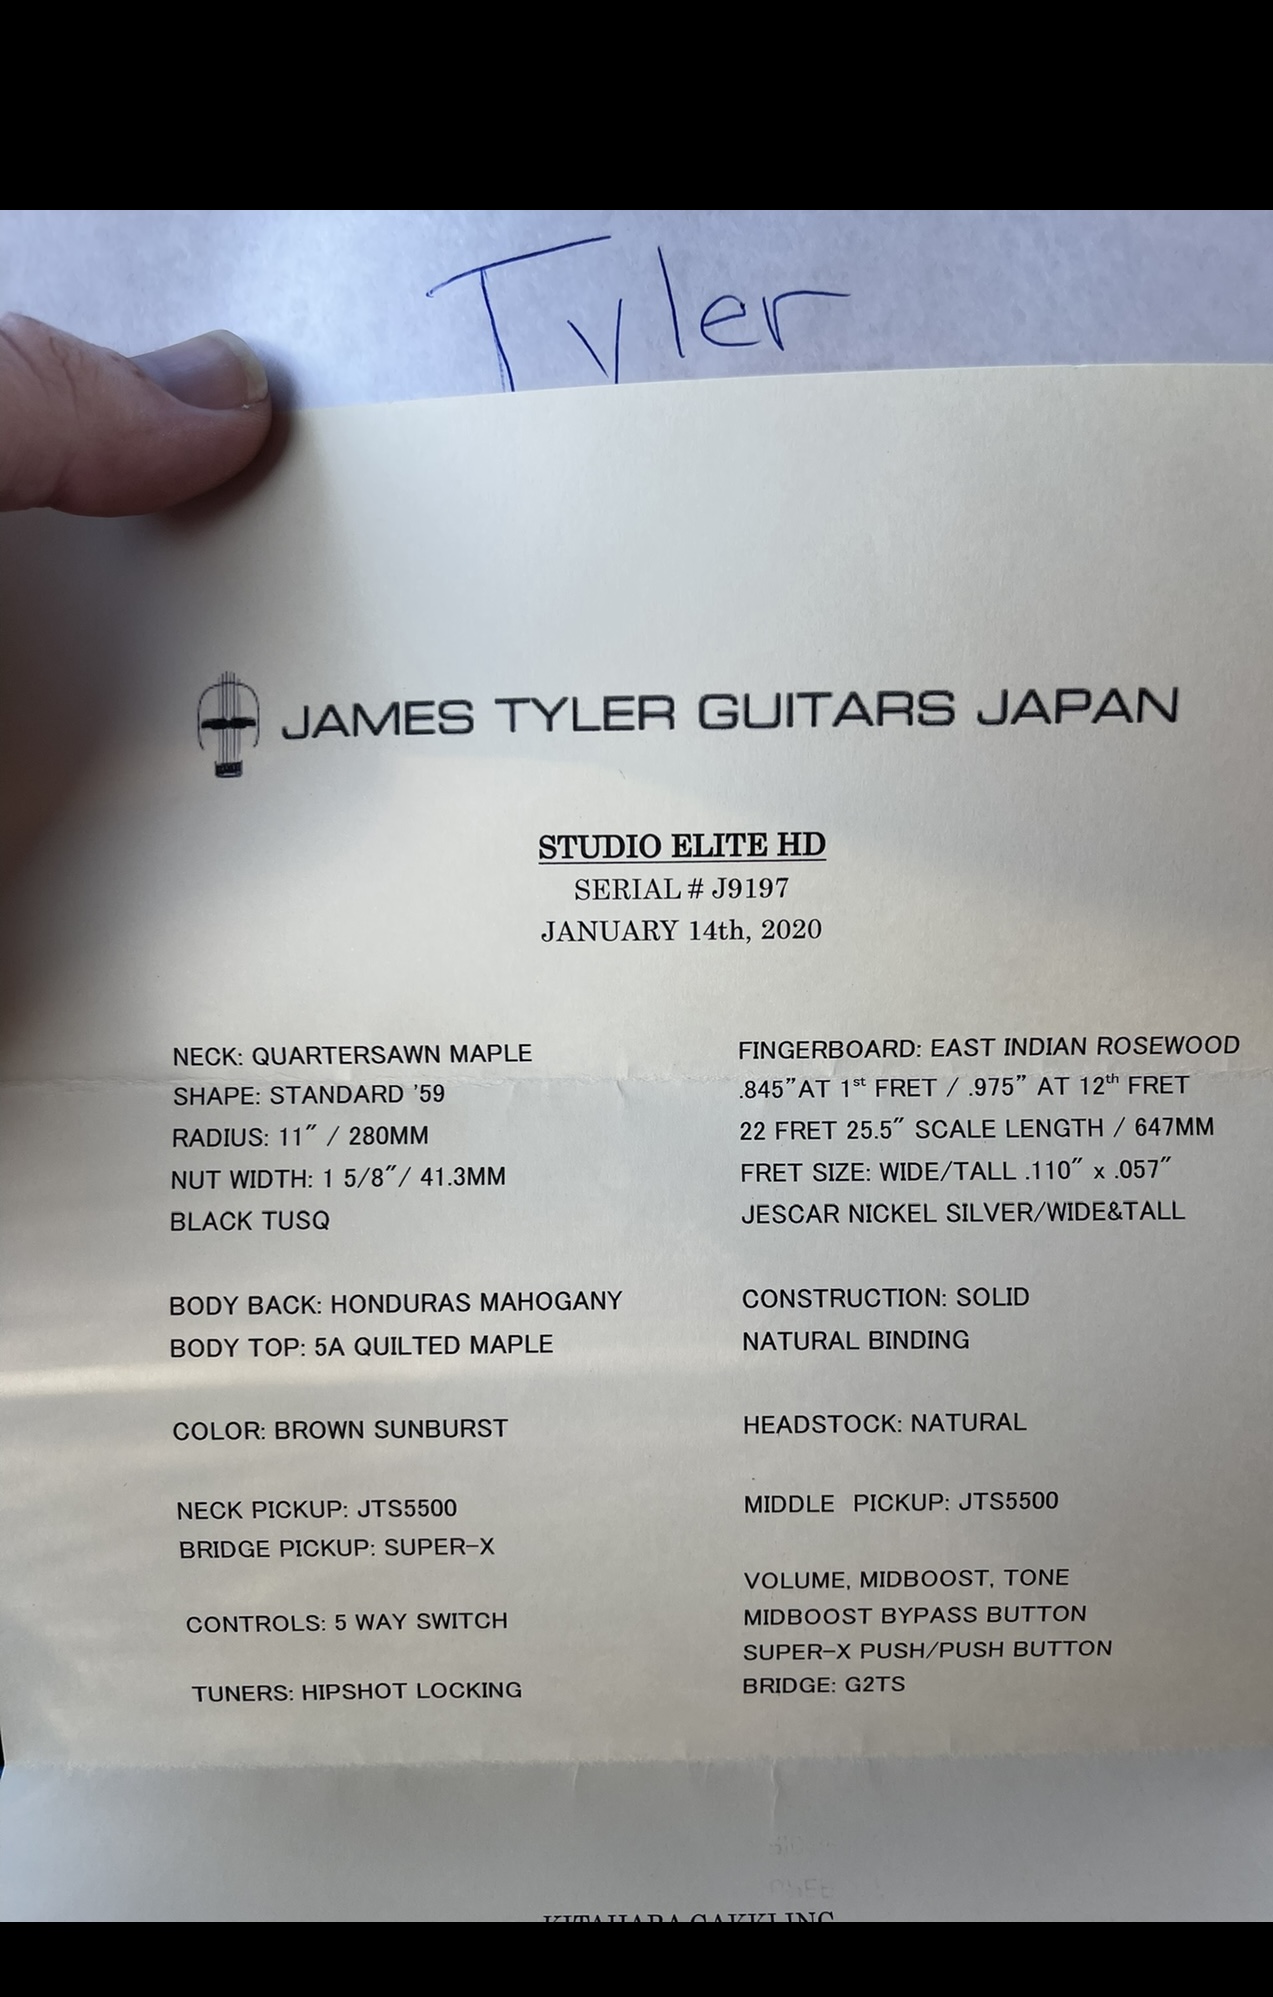 Tyler
JAMES TYLER GUITARS JAPAN
STUDIO ELITE HD
SERIAL # J9197
JANUARY 14th, 2020
NECK: QUARTERSAWN MAPLE
SHAPE: STANDARD '59
RADIUS: 11″ / 280MM
NUT WIDTH: 1 5/8″/ 41.3MM
BLACK TUSQ
FINGERBOARD: EAST INDIAN ROSEWOOD
.845”AT 1st FRET / .975” AT 12th FRET
22 FRET 25.5″ SCALE LENGTH / 647MM
FRET SIZE: WIDE/TALL .110″ x .057″
JESCAR NICKEL SILVER/WIDE&TALL
BODY BACK: HONDURAS MAHOGANY
BODY TOP: 5A QUILTED MAPLE
CONSTRUCTION: SOLID
NATURAL BINDING
COLOR: BROWN SUNBURST
HEADSTOCK: NATURAL
NECK PICKUP: JTS5500
BRIDGE PICKUP: SUPER-X
MIDDLE PICKUP: JTS5500
CONTROLS: 5 WAY SWITCH
VOLUME, MIDBOOST, TONE
MIDBOOST BYPASS BUTTON
SUPER-X PUSH/PUSH BUTTON
TUNERS: HIPSHOT LOCKING
BRIDGE: G2TS